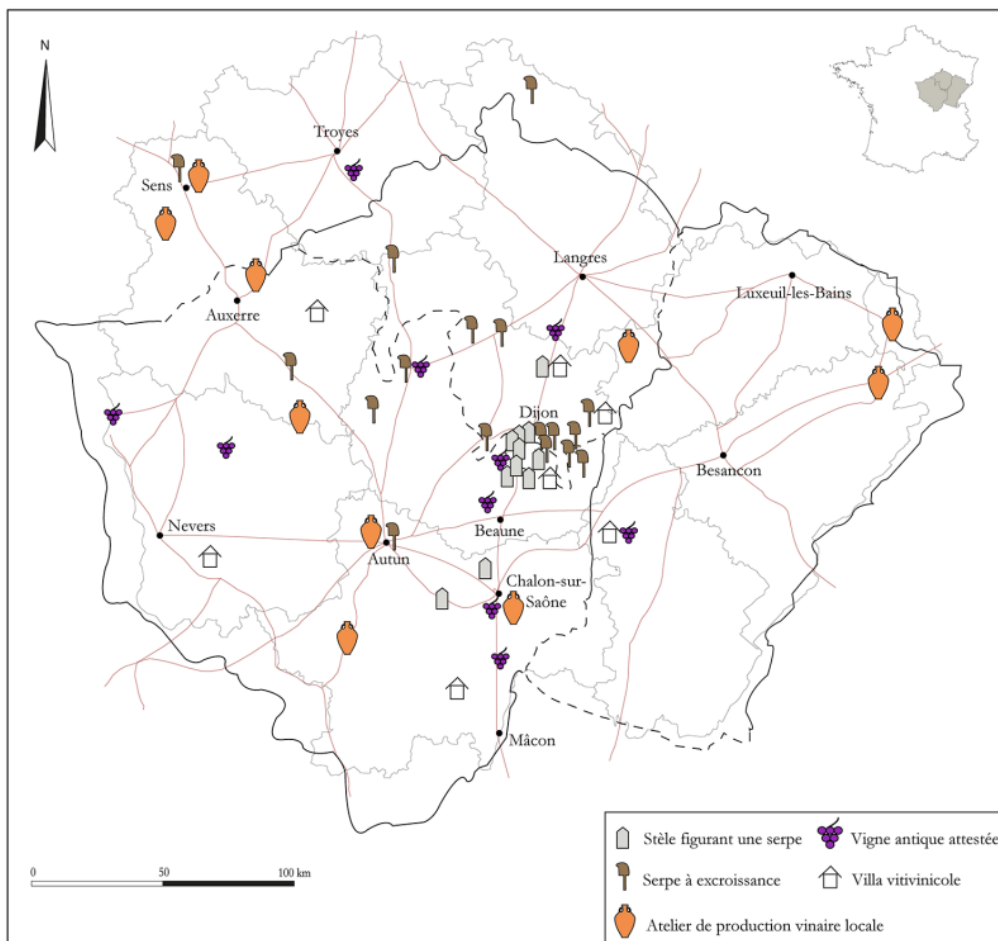 N
Troyes
Sens
Langres
Luxeuil-les-Bains
Auxerre
Dijon
Besançon
Nevers
Beaune
Autun
Chalon-sur-
Saône
Mâcon
0 50 100 km
Stèle figurant une serpe
Vigne antique attestée
Serpe à excroissance
Villa vitivinicole
Atelier de production vinaire locale